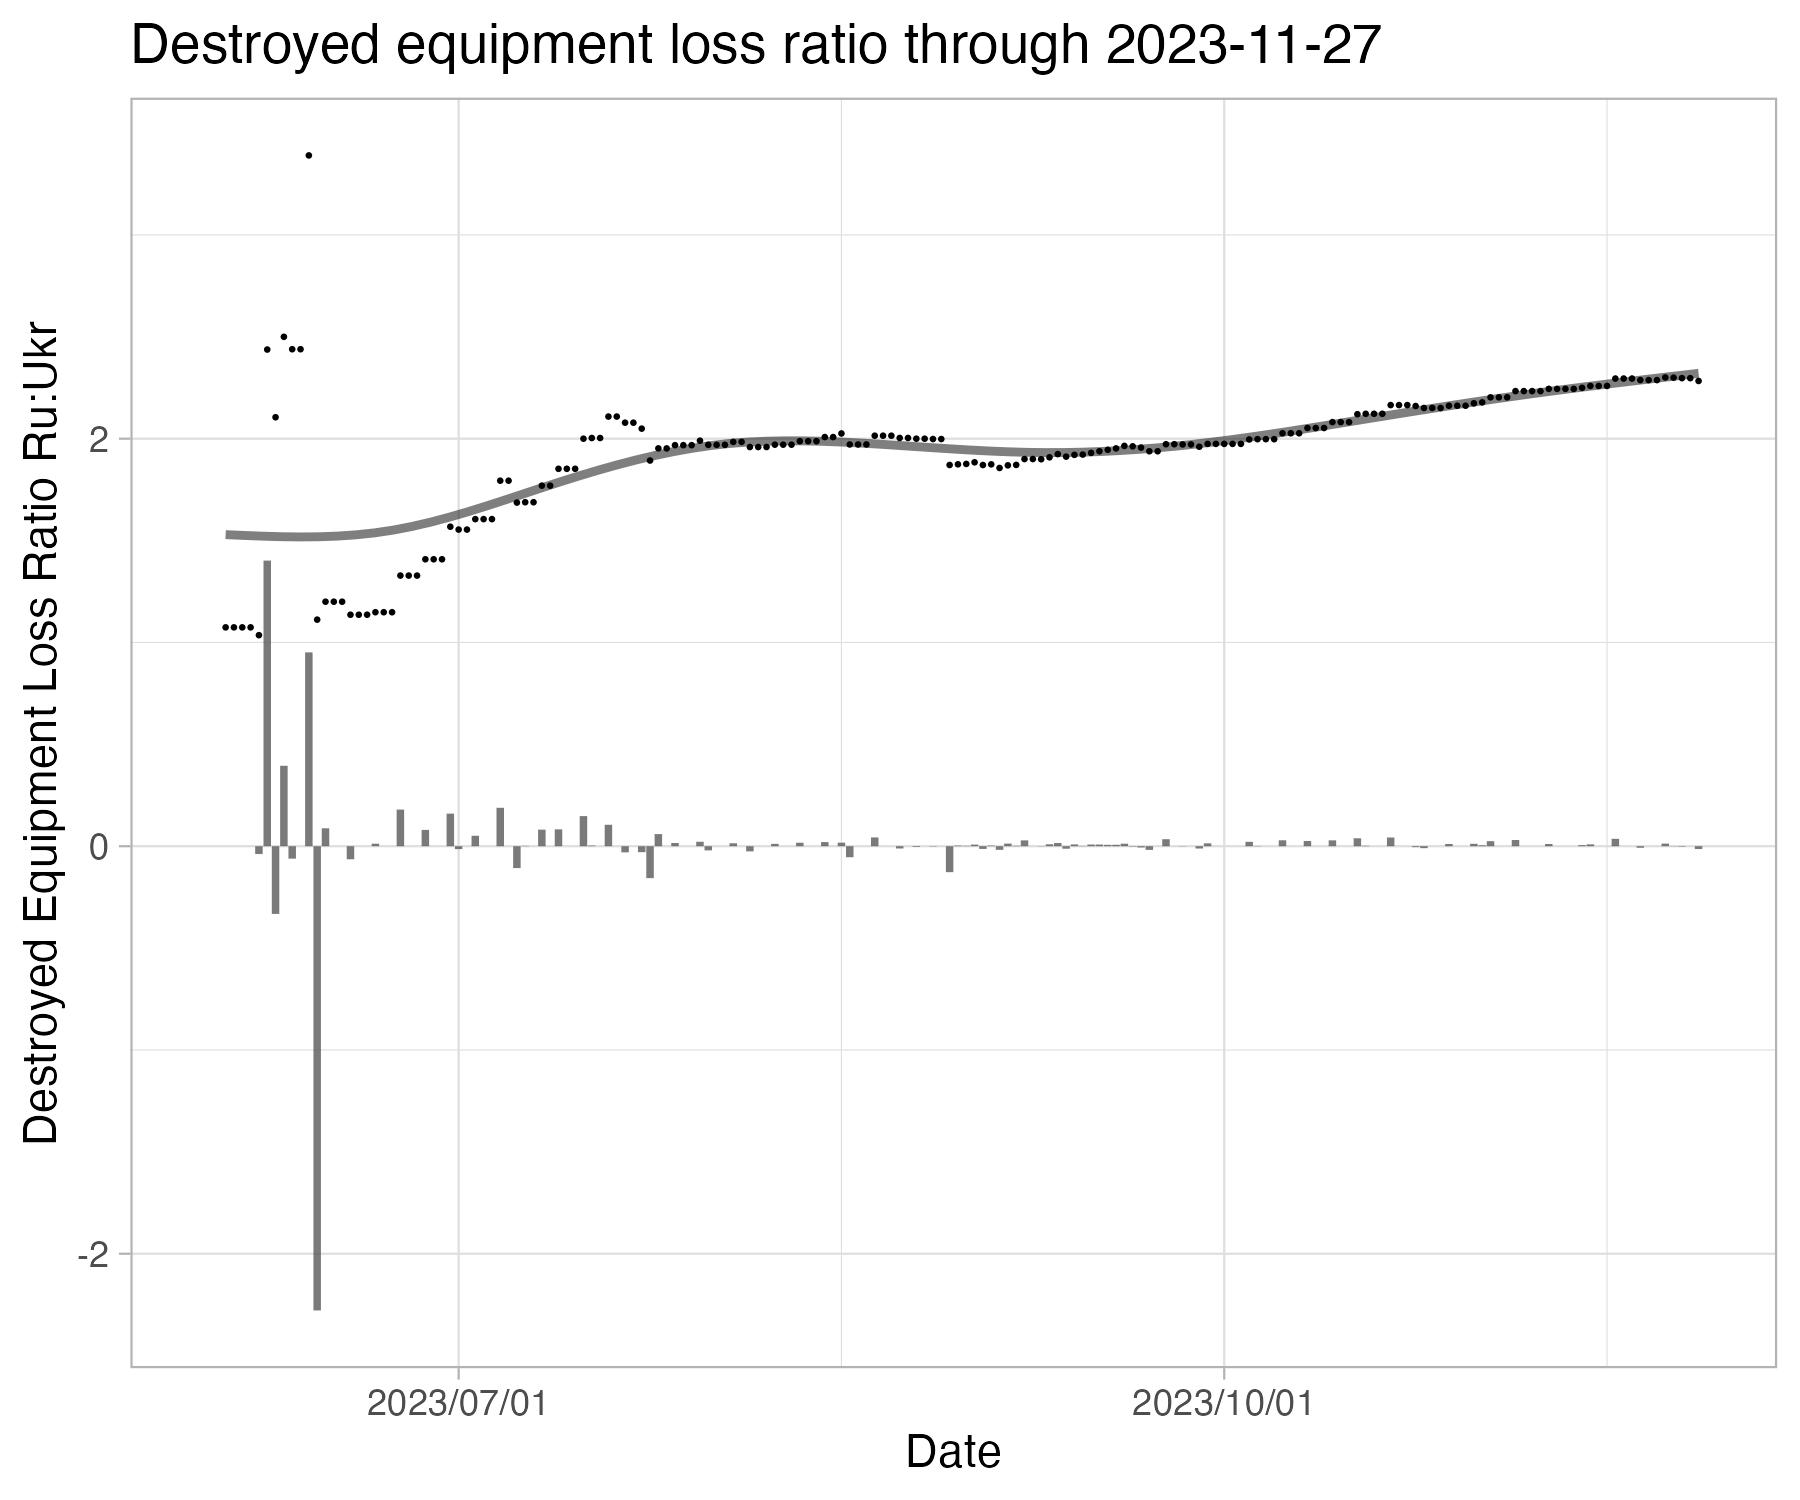 Destroyed equipment loss ratio through 2023-11-27
Destroyed Equipment Loss Ratio Ru:Ukr
2
0
-2
2023/07/01
2023/10/01
Date